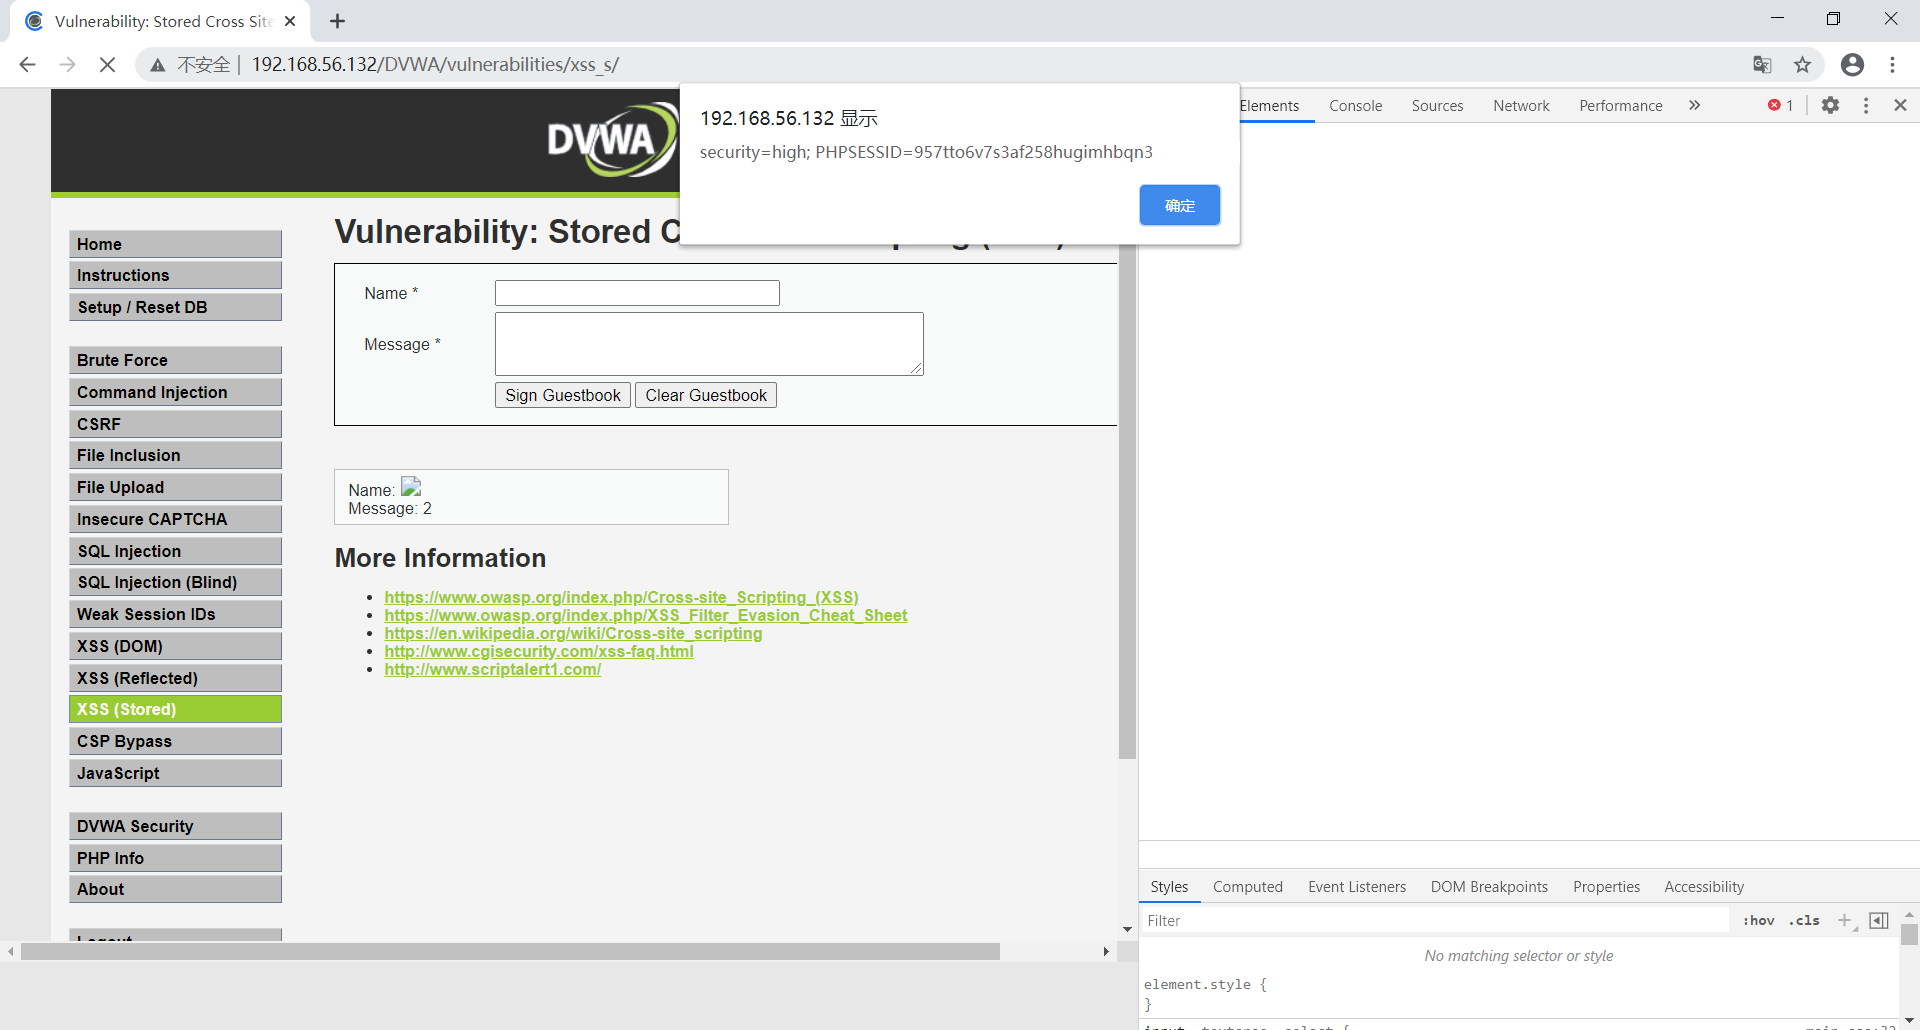 Vulnerability: Stored Cross Site
不安全 | 192.168.56.132/DVWA/vulnerabilities/xss_s/
192.168.56.132 显示
security=high; PHPSESSID=957tto6v7s3af258hugimhbqn3
确定
DVWA
Elements Console Sources Network Performance » 1
Home
Instructions
Setup / Reset DB
Brute Force
Command Injection
CSRF
File Inclusion
File Upload
Insecure CAPTCHA
SQL Injection
SQL Injection (Blind)
Weak Session IDs
XSS (DOM)
XSS (Reflected)
XSS (Stored)
CSP Bypass
JavaScript
DVWA Security
PHP Info
About
Logout
Vulnerability: Stored C
Name *
Message *
Sign Guestbook Clear Guestbook
Name:
Message: 2
More Information
https://www.owasp.org/index.php/Cross-site_Scripting_(XSS)
https://www.owasp.org/index.php/XSS_Filter_Evasion_Cheat_Sheet
https://en.wikipedia.org/wiki/Cross-site_scripting
http://www.cgisecurity.com/xss-faq.html
http://www.scriptalert1.com/
Styles Computed Event Listeners DOM Breakpoints Properties Accessibility
Filter :hov .cls
No matching selector or style
element.style {
}